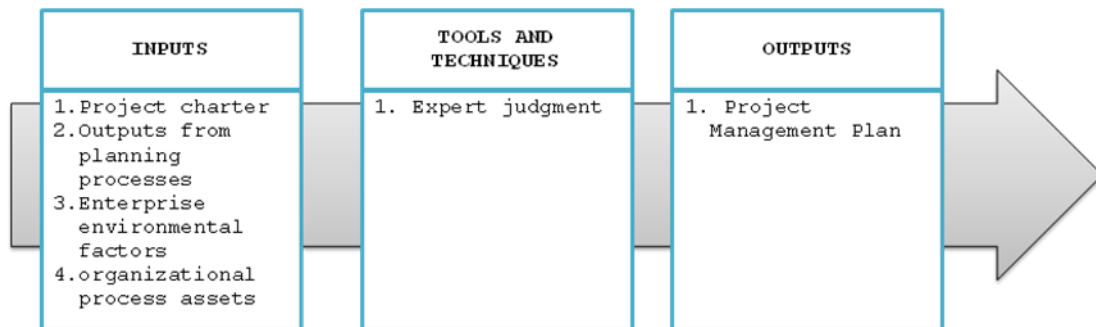 INPUTS
1.Project charter
2.Outputs from
planning
processes
3.Enterprise
environmental
factors
4.organizational
process assets
TOOLS AND
TECHNIQUES
1. Expert judgment
OUTPUTS
1. Project
Management Plan